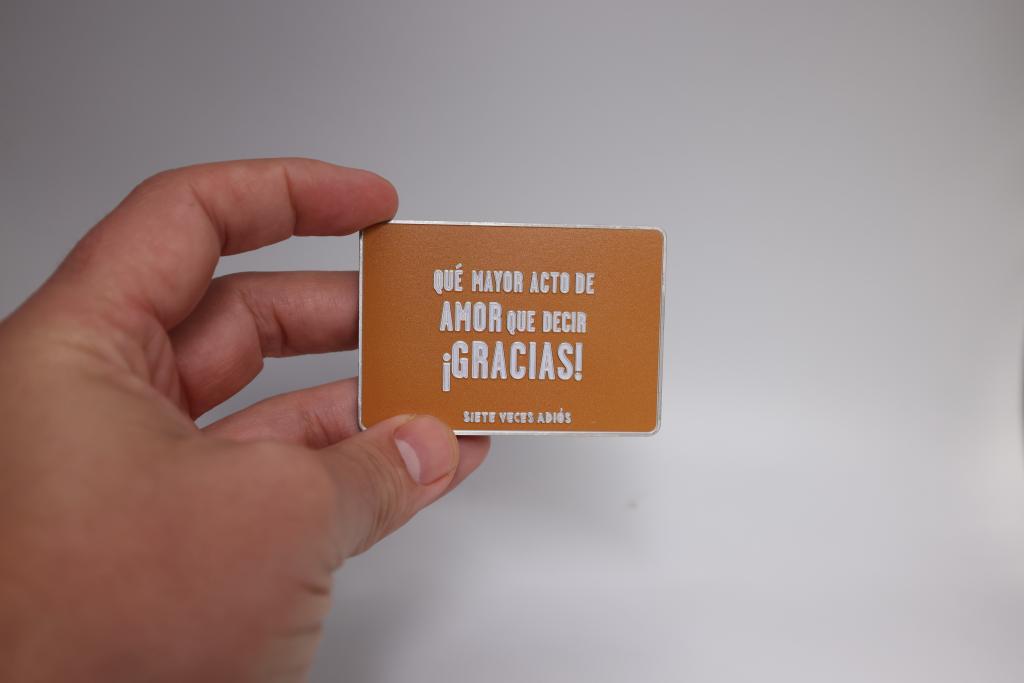 QUÉ MAYOR ACTO DE
AMOR QUE DECIR
¡GRACIAS!
SIETE VECES ADIÓS